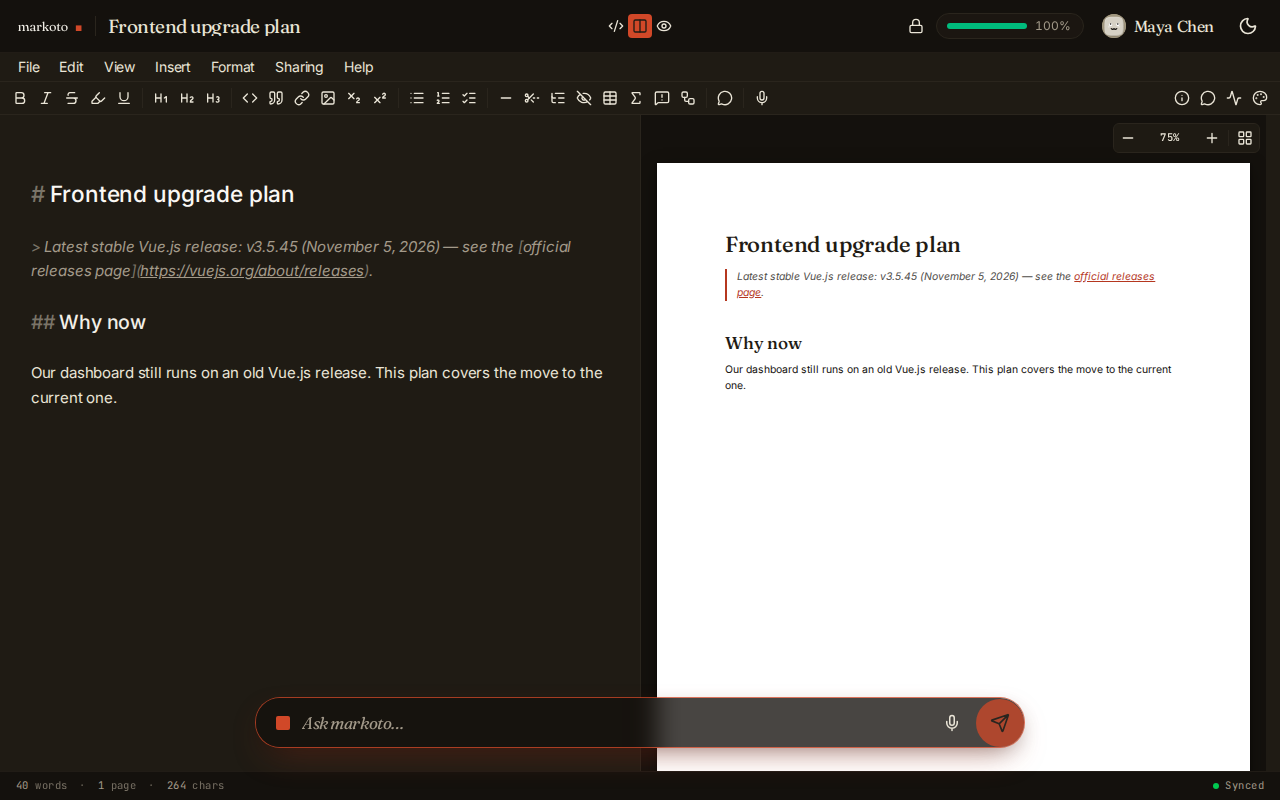 markoto
Frontend upgrade plan
100%
Maya Chen
File Edit View Insert Format Sharing Help
H1 H2 H3
75%
# Frontend upgrade plan
> Latest stable Vue.js release: v3.5.45 (November 5, 2026) — see the [official
releases page](https://vuejs.org/about/releases).
## Why now
Our dashboard still runs on an old Vue.js release. This plan covers the move to the
current one.
Frontend upgrade plan
Latest stable Vue.js release: v3.5.45 (November 5, 2026) — see the official releases
page.
Why now
Our dashboard still runs on an old Vue.js release. This plan covers the move to the current
one.
Ask markoto...
40 words · 1 page · 264 chars
Synced